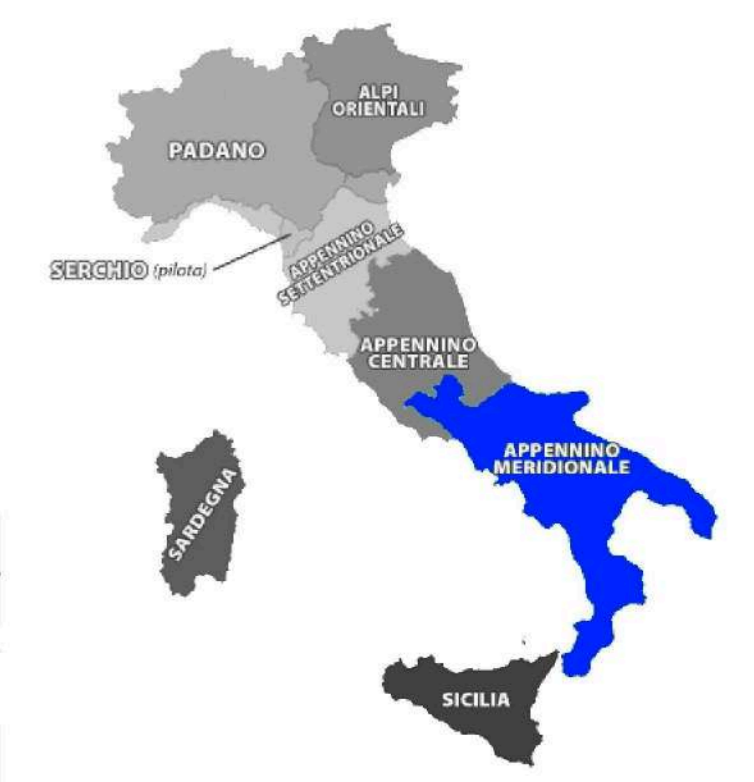 ALPI
ORIENTALI
PADANO
SERCHIO (pilota)
APPENNINO
SETTENTRIONALE
APPENNINO
CENTRALE
APPENNINO
MERIDIONALE
SARDEGNA
SICILIA